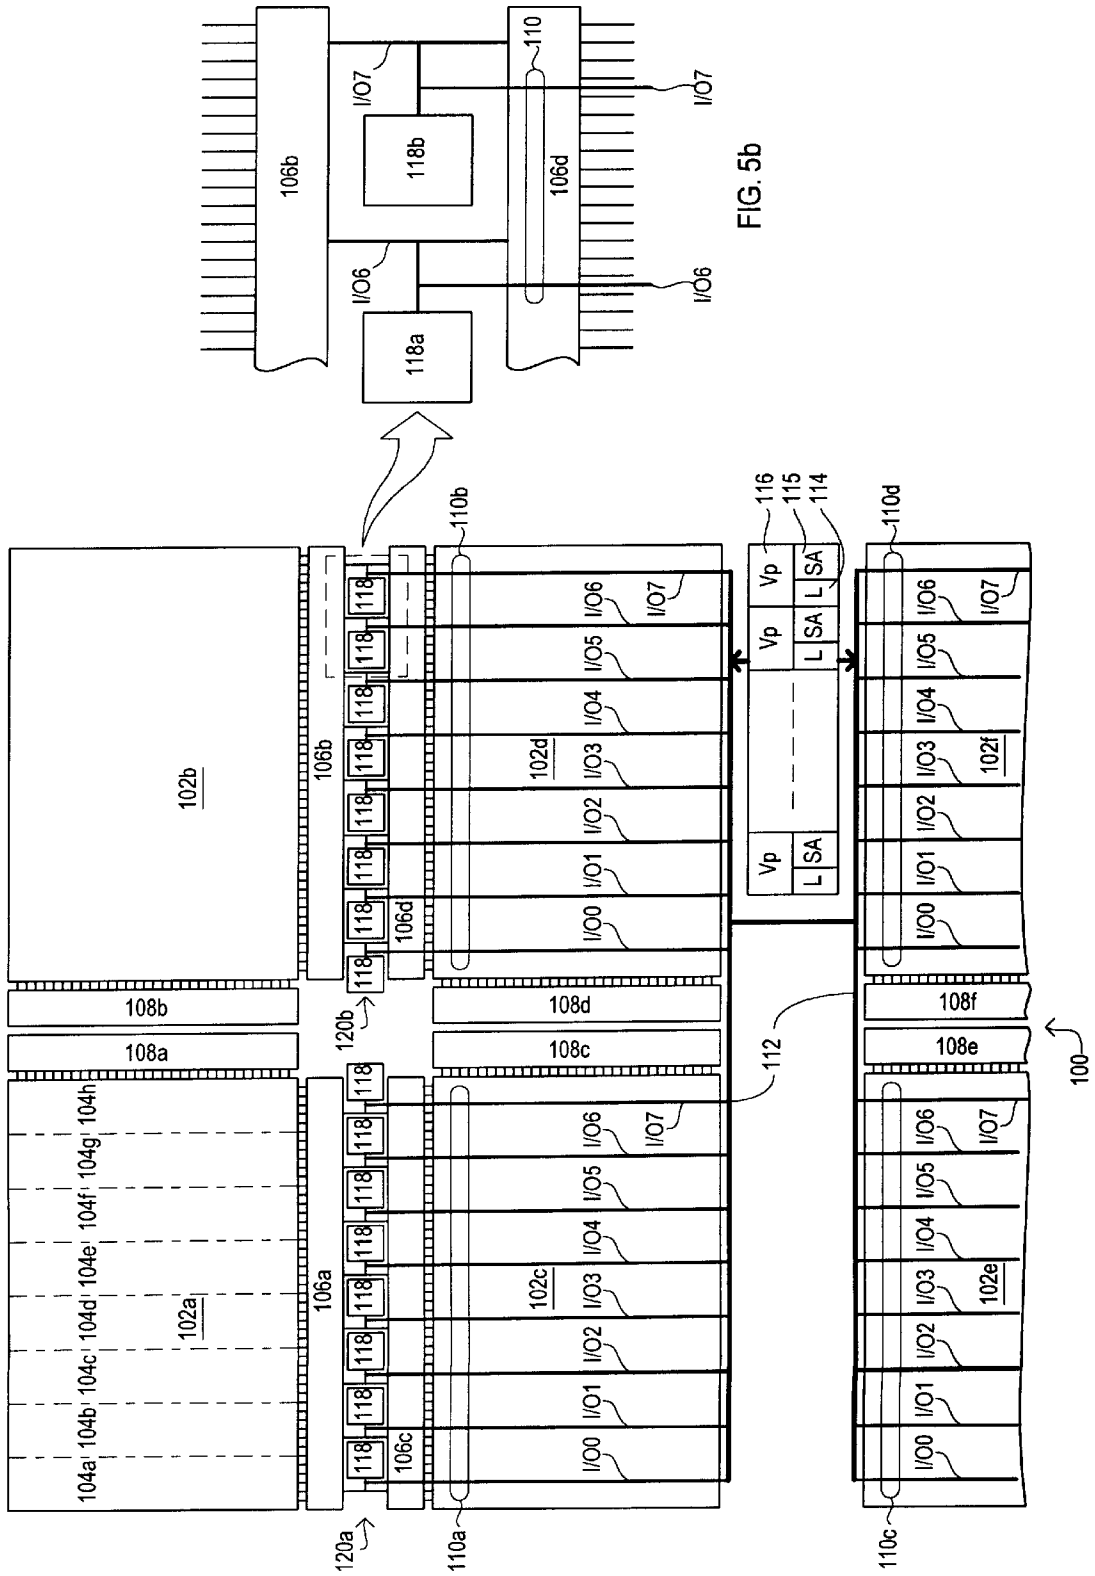 104a 104b 104c 104d 104e 104f 104g 104h
102a
108a
108b
102b
106a
106b
120a
118 118 118 118 118 118 118 118
120b
118 118 118 118 118 118 118 118
106c
106d
110a
110b
102c
108c
108d
102d
I/O0 I/O1 I/O2 I/O3 I/O4 I/O5 I/O6
I/O7
I/O0 I/O1 I/O2 I/O3 I/O4 I/O5 I/O6
I/O7
112
Vp Vp Vp
116
L SA L SA L SA
115
114
110c
110d
I/O0 I/O1 I/O2 I/O3 I/O4 I/O5 I/O6
I/O7
I/O0 I/O1 I/O2 I/O3 I/O4 I/O5 I/O6
I/O7
102e
108e
108f
102f
100
106b
I/O6
I/O7
118a
118b
110
106d
I/O6
I/O7
FIG. 5b